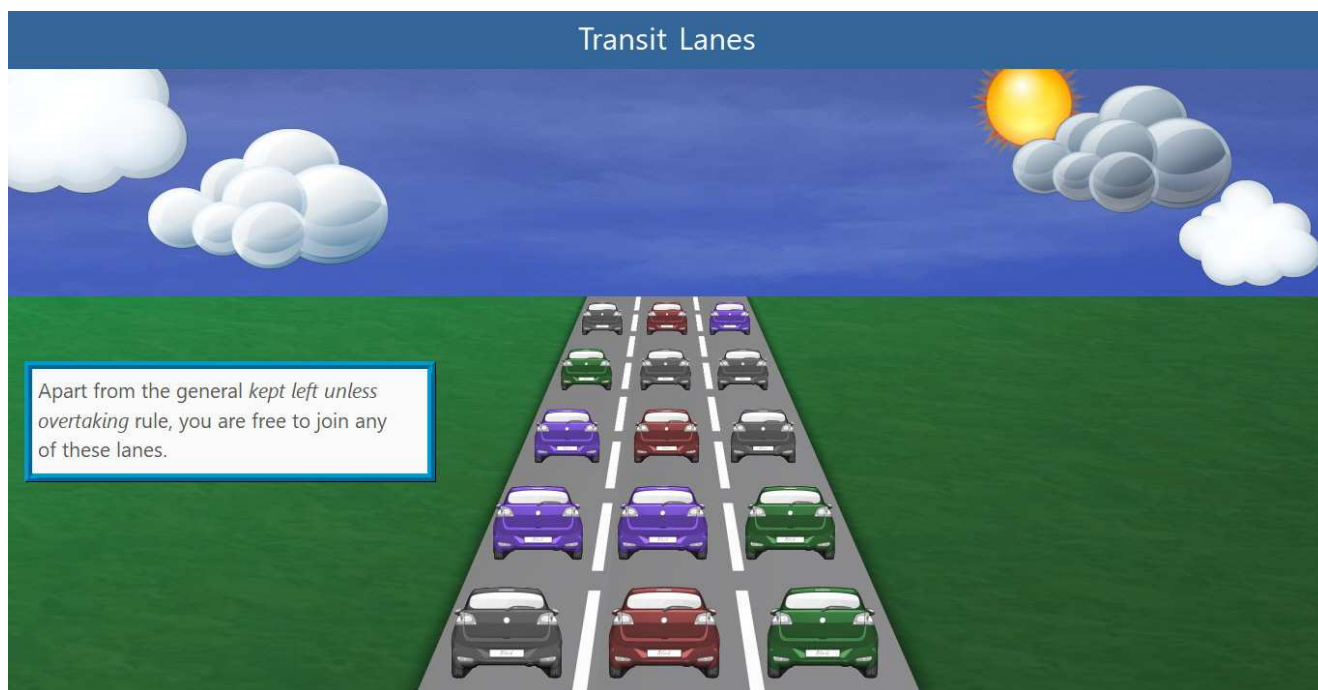 Transit Lanes
Apart from the general kept left unless
overtaking rule, you are free to join any
of these lanes.